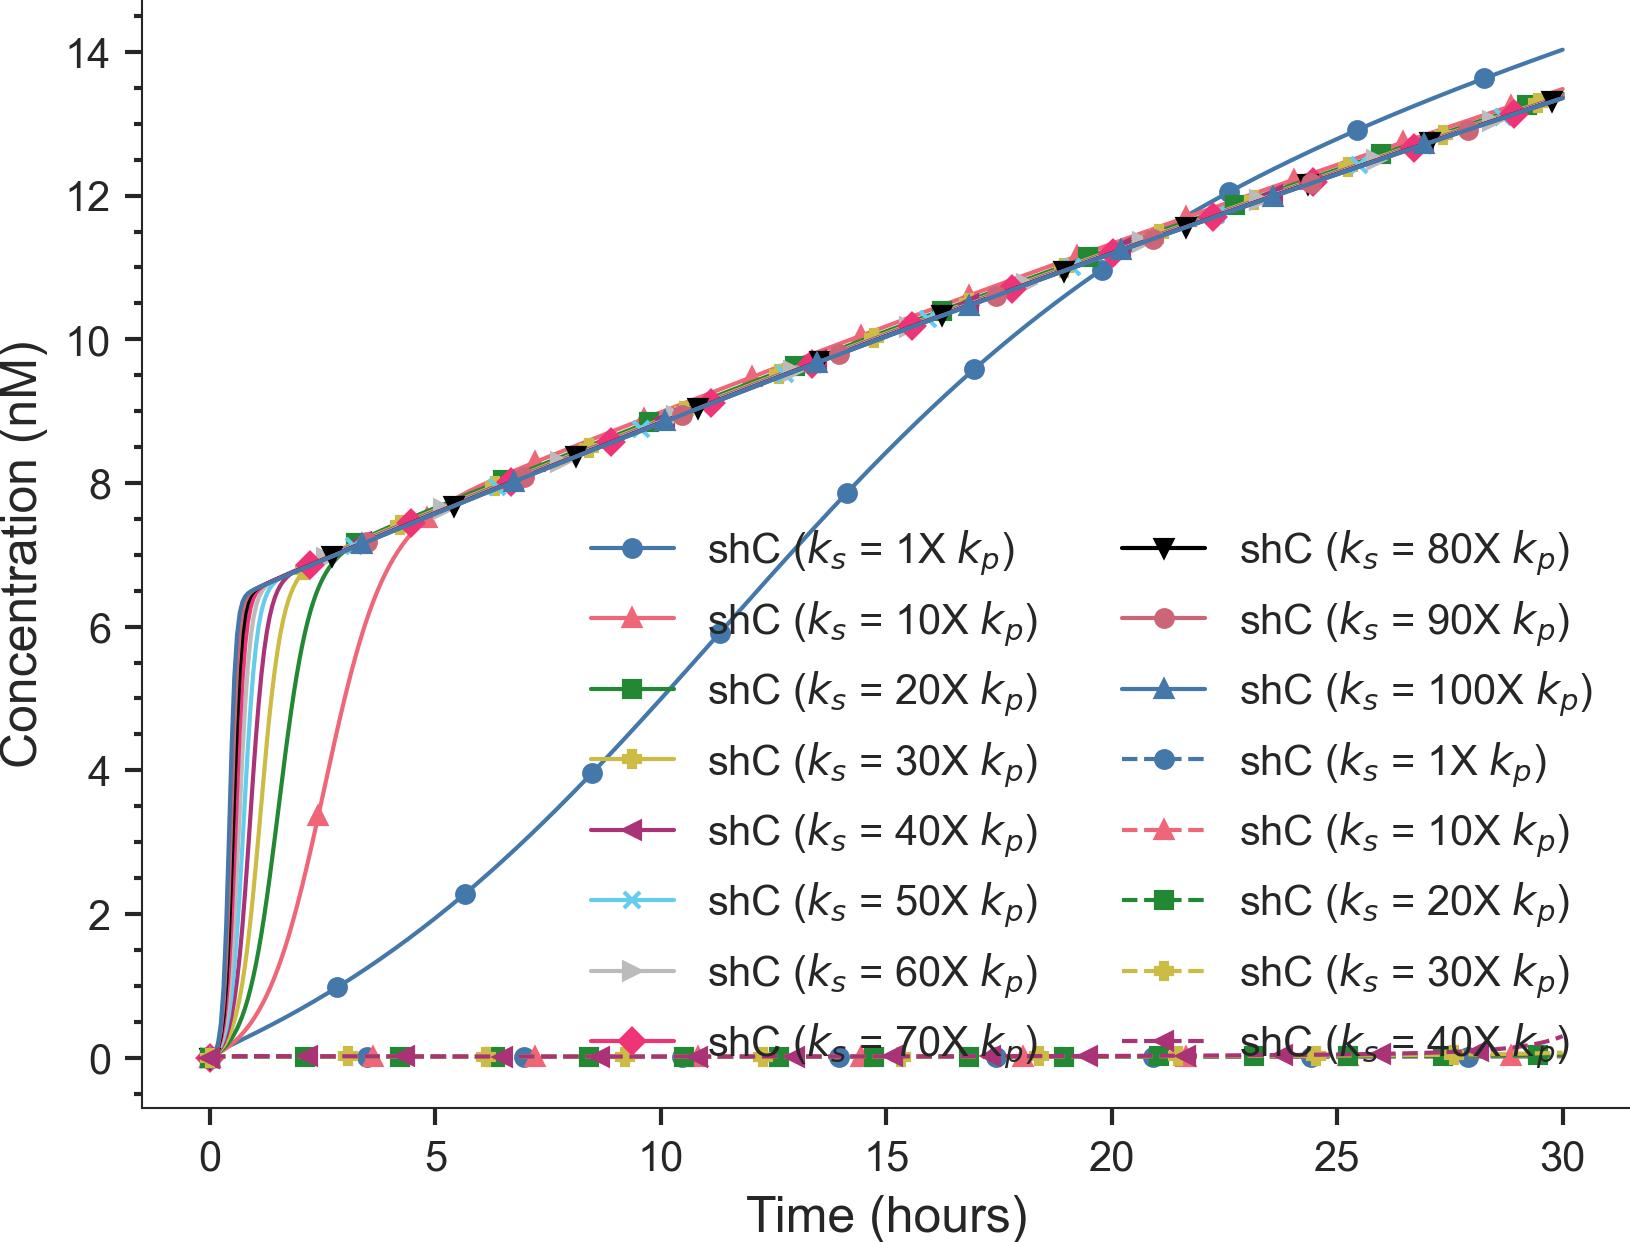 Concentration (nM)
14
12
10
8
6
4
2
0
shC (kₛ = 1X kₚ)
shC (kₛ = 10X kₚ)
shC (kₛ = 20X kₚ)
shC (kₛ = 30X kₚ)
shC (kₛ = 40X kₚ)
shC (kₛ = 50X kₚ)
shC (kₛ = 60X kₚ)
shC (kₛ = 70X kₚ)
shC (kₛ = 80X kₚ)
shC (kₛ = 90X kₚ)
shC (kₛ = 100X kₚ)
shC (kₛ = 1X kₚ)
shC (kₛ = 10X kₚ)
shC (kₛ = 20X kₚ)
shC (kₛ = 30X kₚ)
shC (kₛ = 40X kₚ)
0 5 10 15 20 25 30
Time (hours)